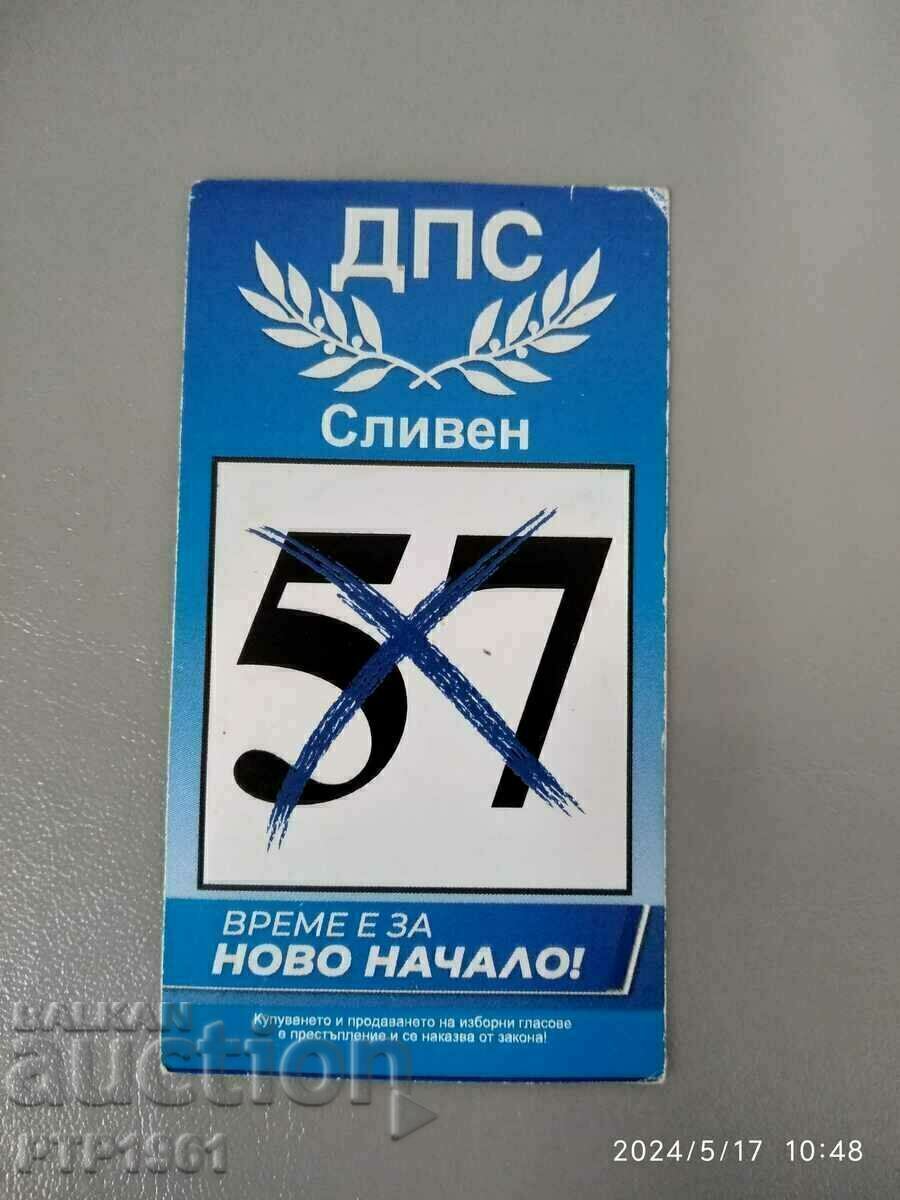 ДПС
Сливен
57
ВРЕМЕ Е ЗА
НОВО НАЧАЛО!
Купуването и продаването на изборни гласове
е престъпление и се наказва от закона!
BALKAN
auction
PTP1961
2024/5/17 10:48